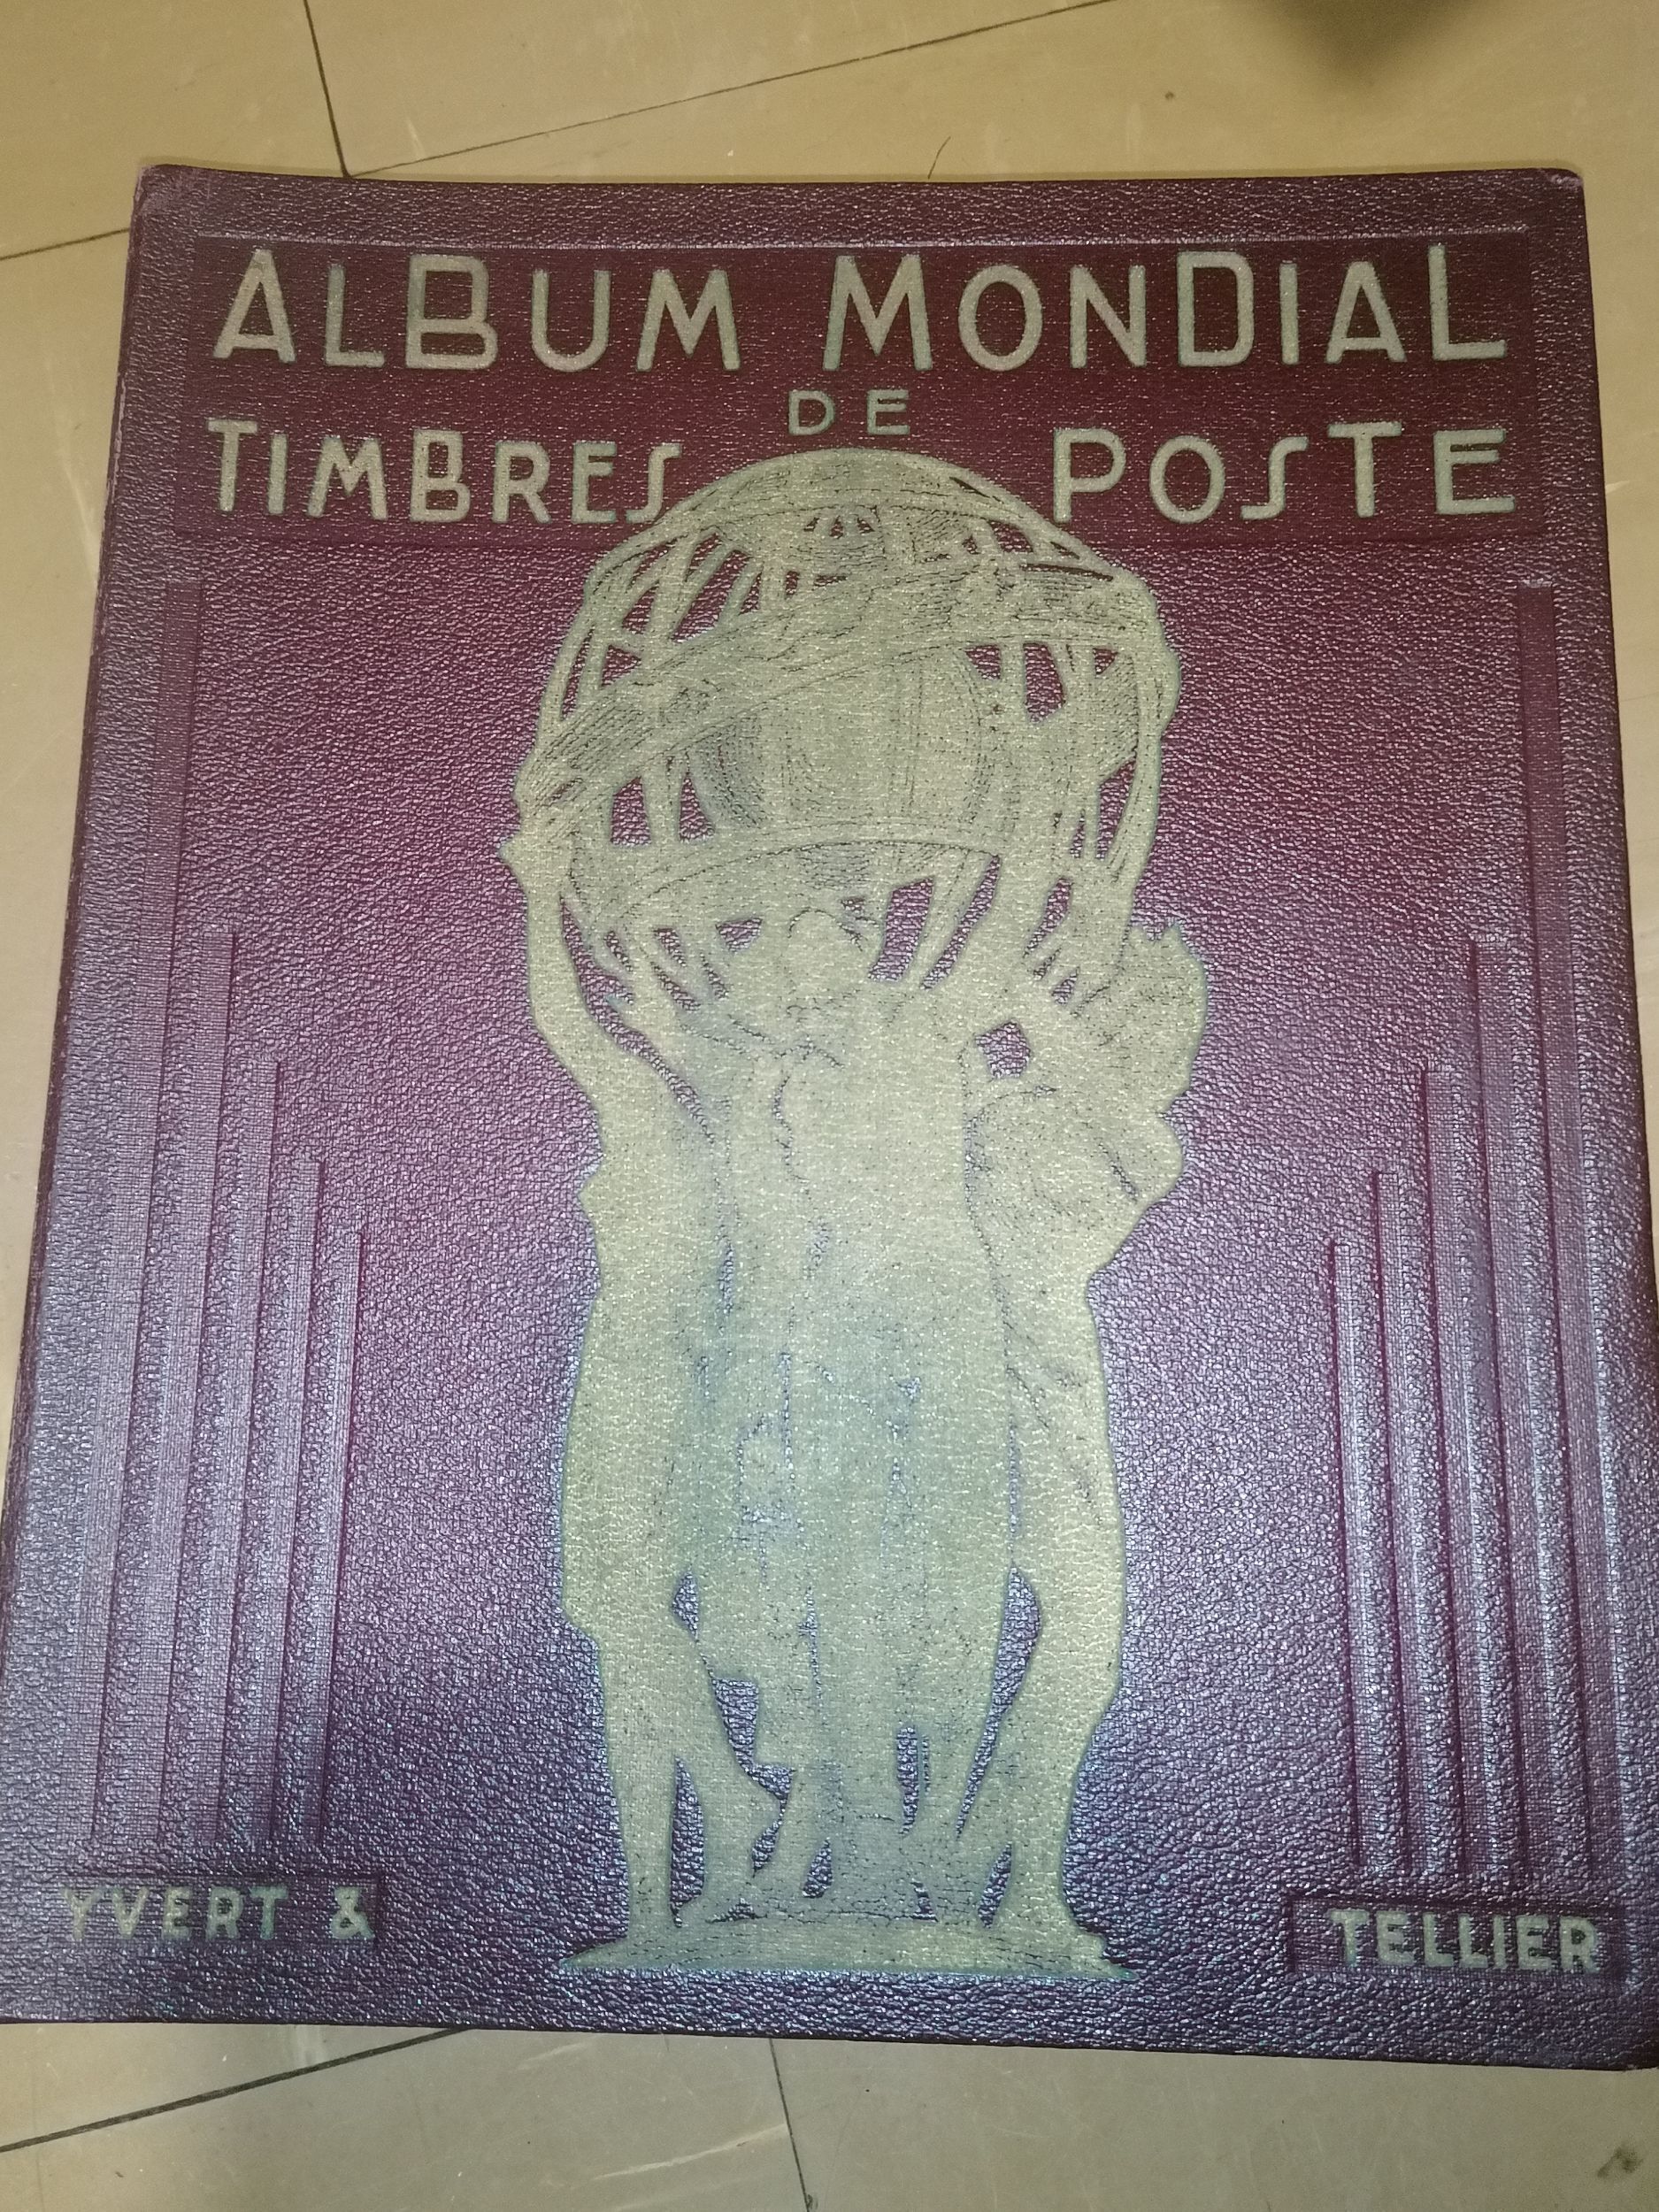 ALBUM MONDIAL
DE
TIMBRES POSTE
YVERT & TELLIER